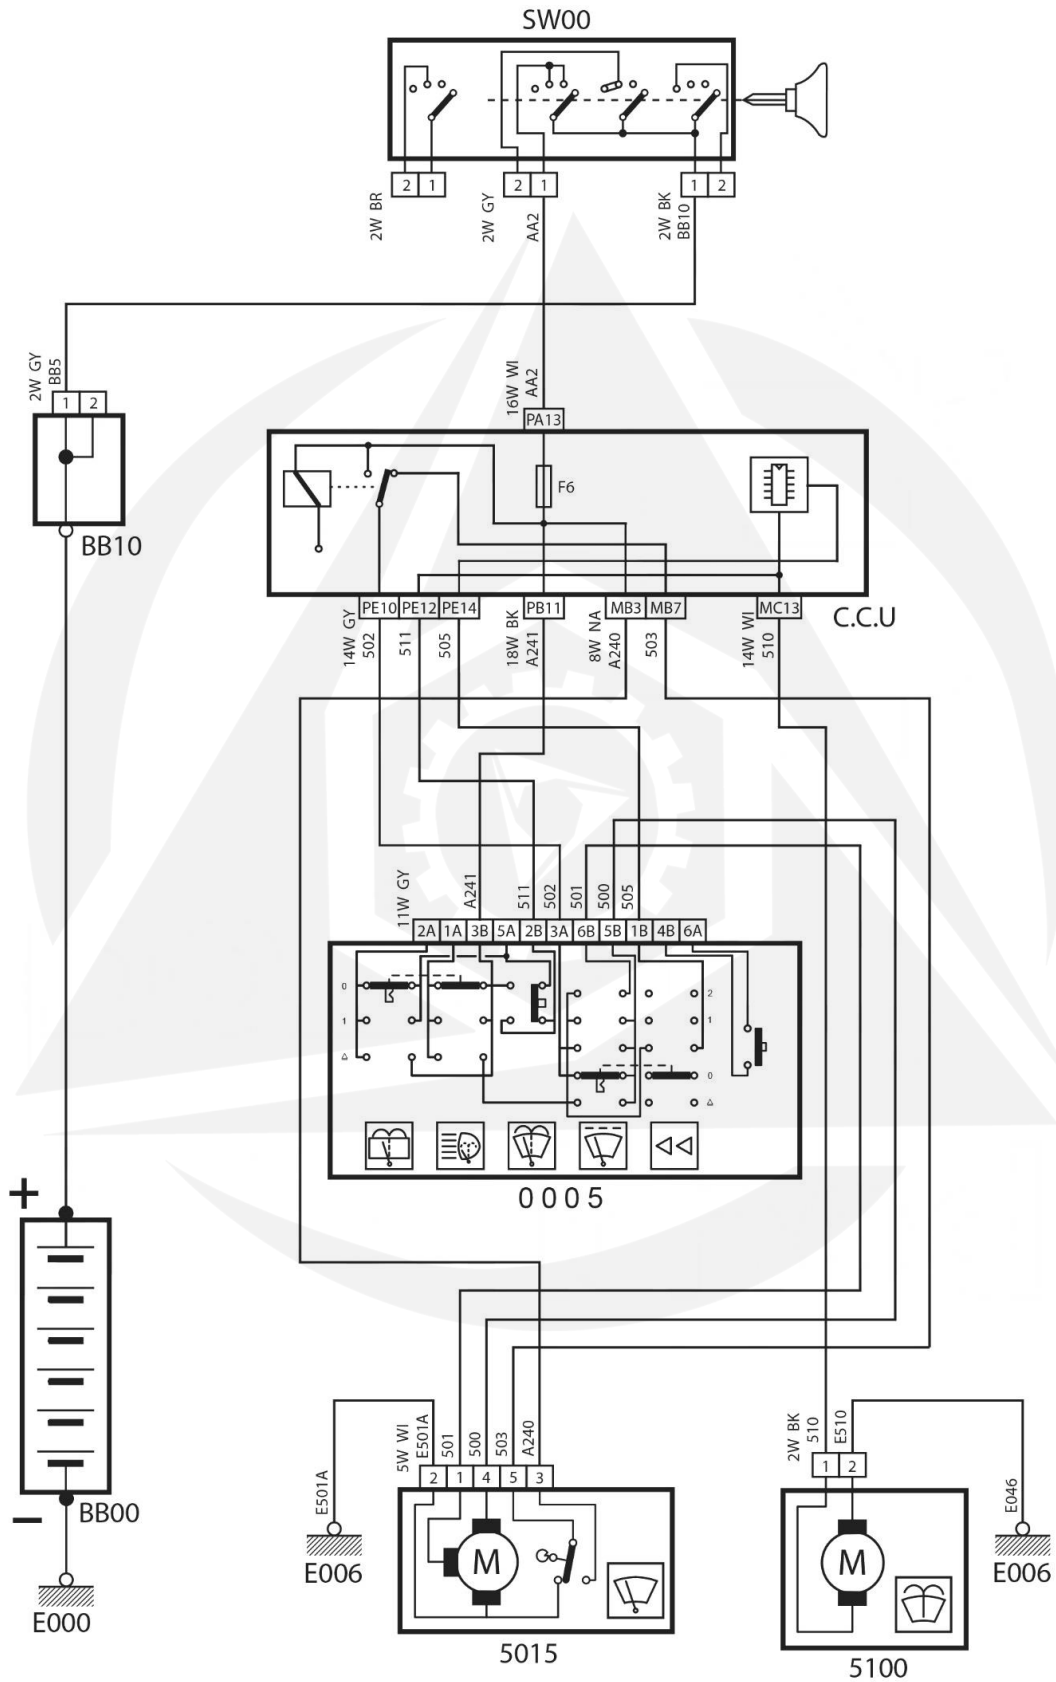 SW00
2 1 2 1 1 2
2W BR
2W GY
AA2
2W BK
BB10
2W GY
BB5
1 2
BB10
16W WI
AA2
PA13
F6
PE10 PE12 PE14 PB11 MB3 MB7 MC13
C.C.U
14W GY
502
511
505
18W BK
A241
8W NA
A240
503
14W WI
510
11W GY
A241
511
502
501
500
505
2A 1A 3B 5A 2B 3A 6B 5B 1B 4B 6A
0
1
2
1
0
0005
+
−
BB00
E000
E501A
E006
5W WI
E501A
501
500
503
A240
2 1 4 5 3
M
5015
2W BK
510
E510
1 2
M
5100
E046
E006